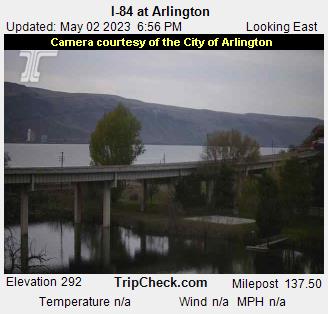 I-84 at Arlington
Updated: May 02 2023 6:56 PM Looking East
Camera courtesy of the City of Arlington
Elevation 292 TripCheck.com Milepost 137.50
Temperature n/a Wind n/a MPH n/a